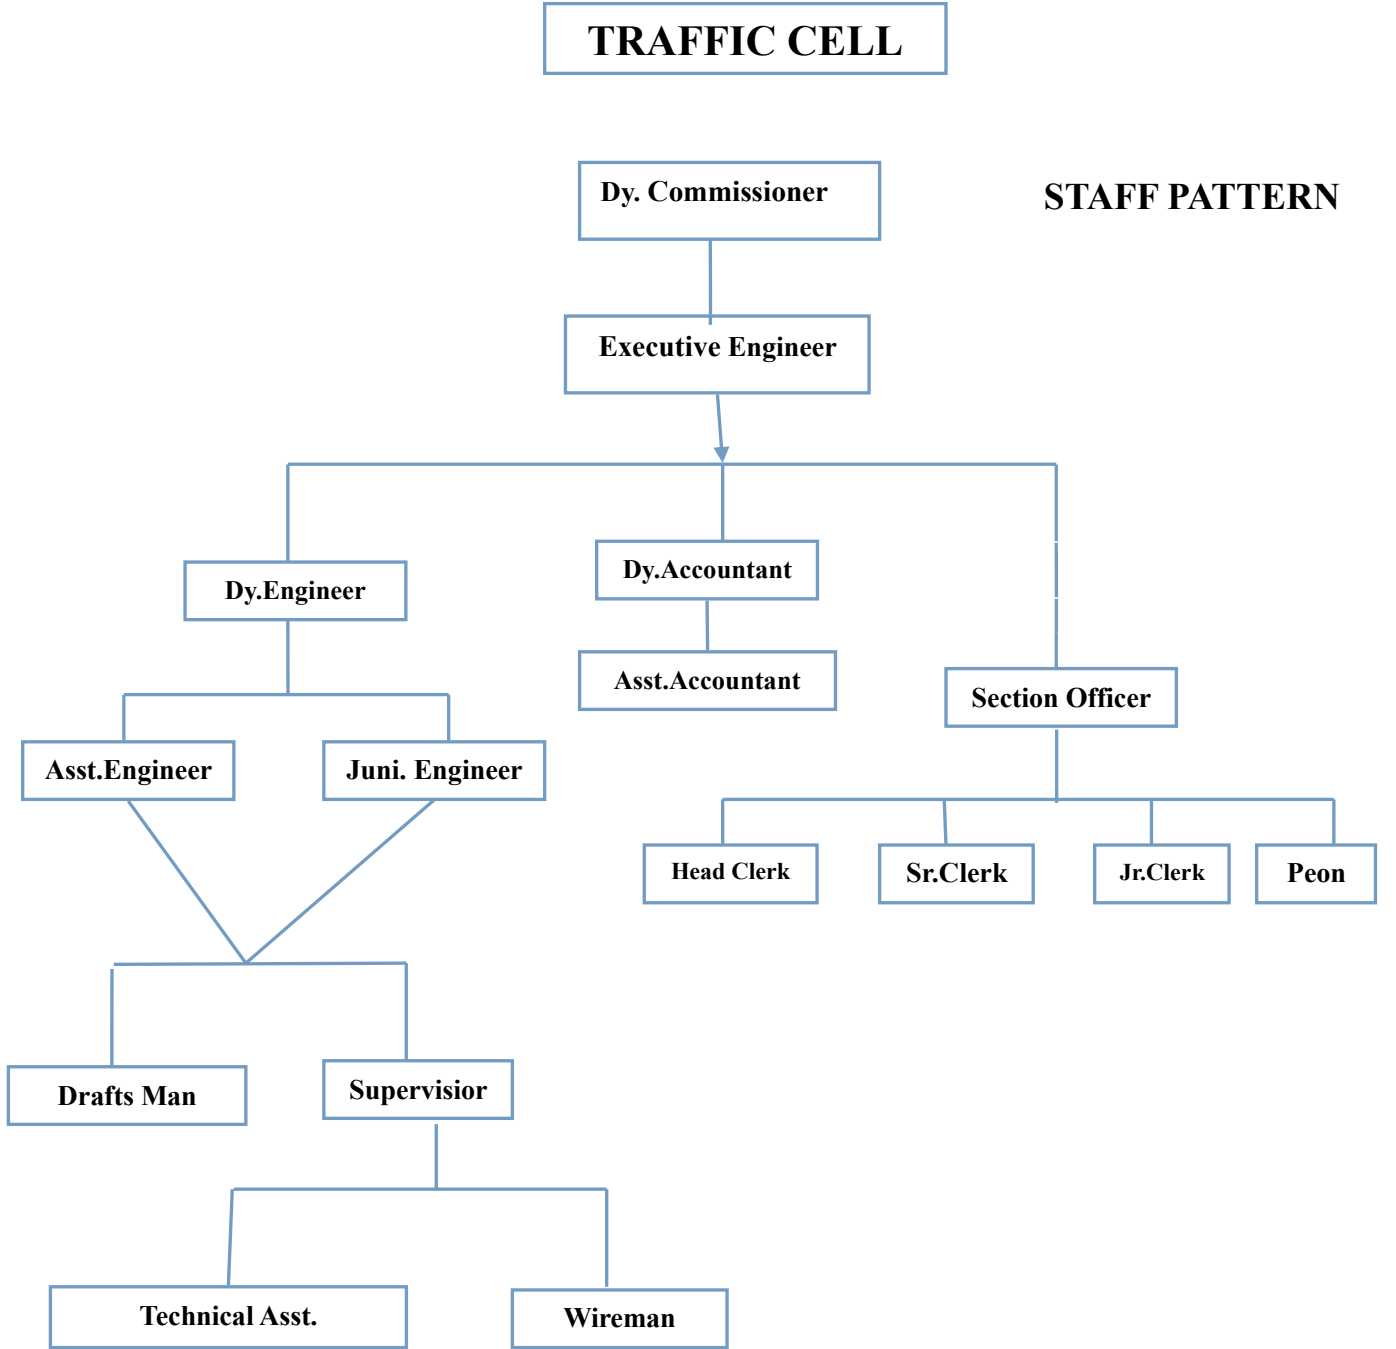 TRAFFIC CELL
Dy. Commissioner
STAFF PATTERN
Executive Engineer
Dy.Engineer
Dy.Accountant
Asst.Accountant
Section Officer
Asst.Engineer
Juni. Engineer
Head Clerk
Sr.Clerk
Jr.Clerk
Peon
Drafts Man
Supervisior
Technical Asst.
Wireman